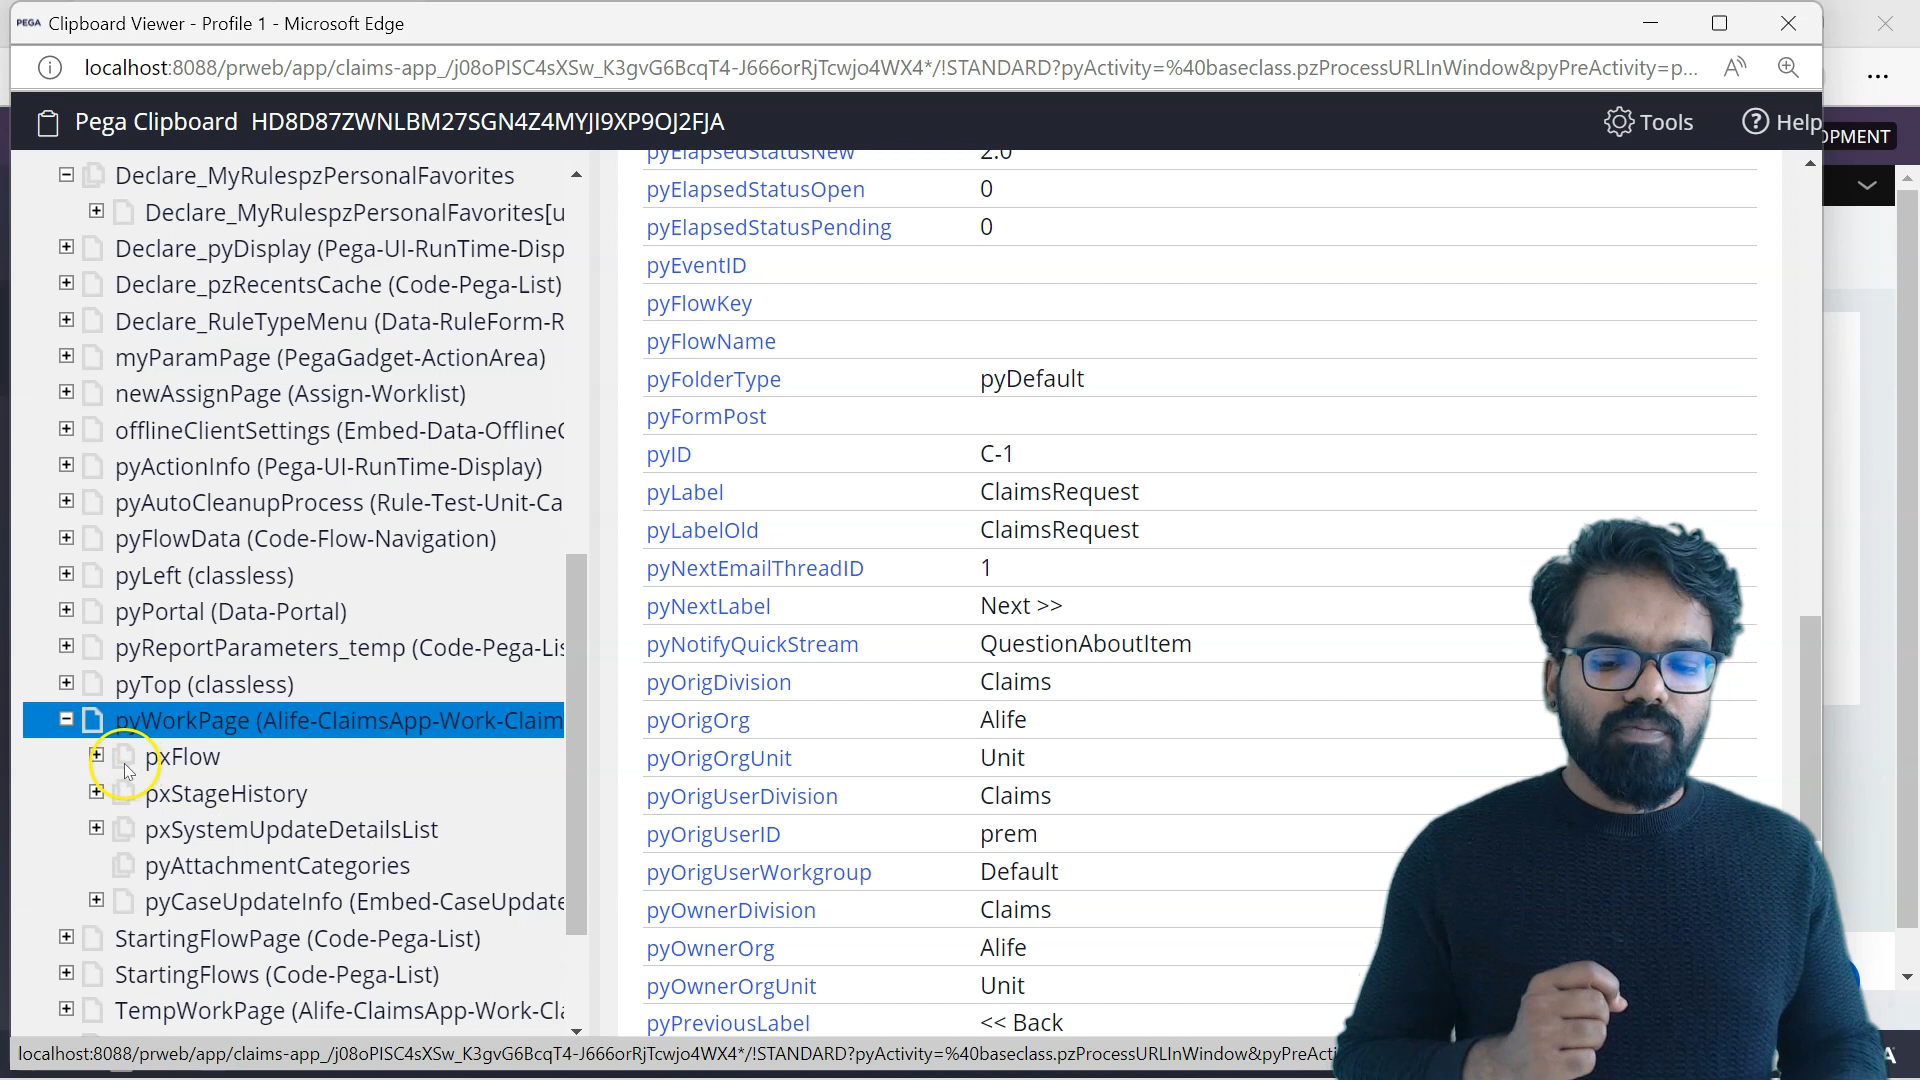 PEGA Clipboard Viewer - Profile 1 - Microsoft Edge
localhost:8088/prweb/app/claims-app_/j08oPISC4sXSw_K3gvG6BcqT4-J666orRjTcwjo4WX4*/!STANDARD?pyActivity=%40baseclass.pzProcessURLInWindow&pyPreActivity=p...
Pega Clipboard HD8D87ZWNLBM27SGN4Z4MYJI9XP9OJ2FJA
Tools
Help
OPMENT
Declare_MyRulespzPersonalFavorites
Declare_MyRulespzPersonalFavorites[u
Declare_pyDisplay (Pega-UI-RunTime-Disp
Declare_pzRecentsCache (Code-Pega-List)
Declare_RuleTypeMenu (Data-RuleForm-R
myParamPage (PegaGadget-ActionArea)
newAssignPage (Assign-Worklist)
offlineClientSettings (Embed-Data-Offline
pyActionInfo (Pega-UI-RunTime-Display)
pyAutoCleanupProcess (Rule-Test-Unit-Ca
pyFlowData (Code-Flow-Navigation)
pyLeft (classless)
pyPortal (Data-Portal)
pyReportParameters_temp (Code-Pega-Lis
pyTop (classless)
pyWorkPage (Alife-ClaimsApp-Work-Claim
pxFlow
pxStageHistory
pxSystemUpdateDetailsList
pyAttachmentCategories
pyCaseUpdateInfo (Embed-CaseUpdate
StartingFlowPage (Code-Pega-List)
StartingFlows (Code-Pega-List)
TempWorkPage (Alife-ClaimsApp-Work-Cla
pyElapsedStatusNew 2.0
pyElapsedStatusOpen 0
pyElapsedStatusPending 0
pyEventID
pyFlowKey
pyFlowName
pyFolderType pyDefault
pyFormPost
pyID C-1
pyLabel ClaimsRequest
pyLabelOld ClaimsRequest
pyNextEmailThreadID 1
pyNextLabel Next >>
pyNotifyQuickStream QuestionAboutItem
pyOrigDivision Claims
pyOrigOrg Alife
pyOrigOrgUnit Unit
pyOrigUserDivision Claims
pyOrigUserID prem
pyOrigUserWorkgroup Default
pyOwnerDivision Claims
pyOwnerOrg Alife
pyOwnerOrgUnit Unit
pyPreviousLabel << Back
localhost:8088/prweb/app/claims-app_/j08oPISC4sXSw_K3gvG6BcqT4-J666orRjTcwjo4WX4*/!STANDARD?pyActivity=%40baseclass.pzProcessURLInWindow&pyPreActi